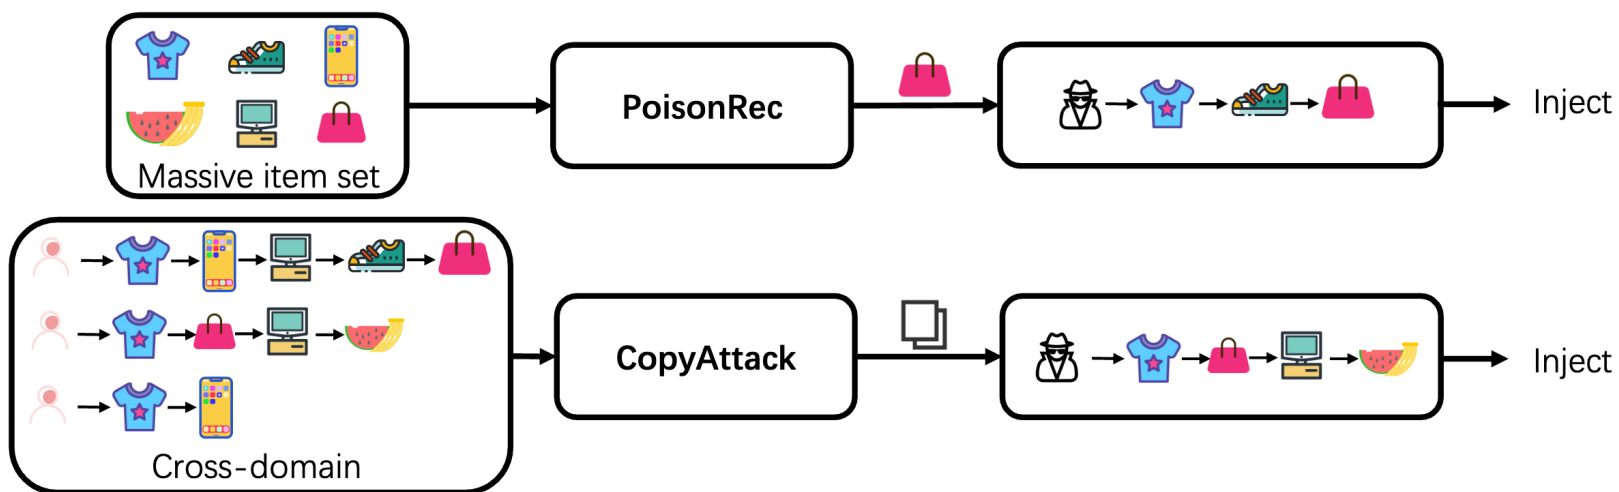 Massive item set
PoisonRec
Inject
Cross-domain
CopyAttack
Inject